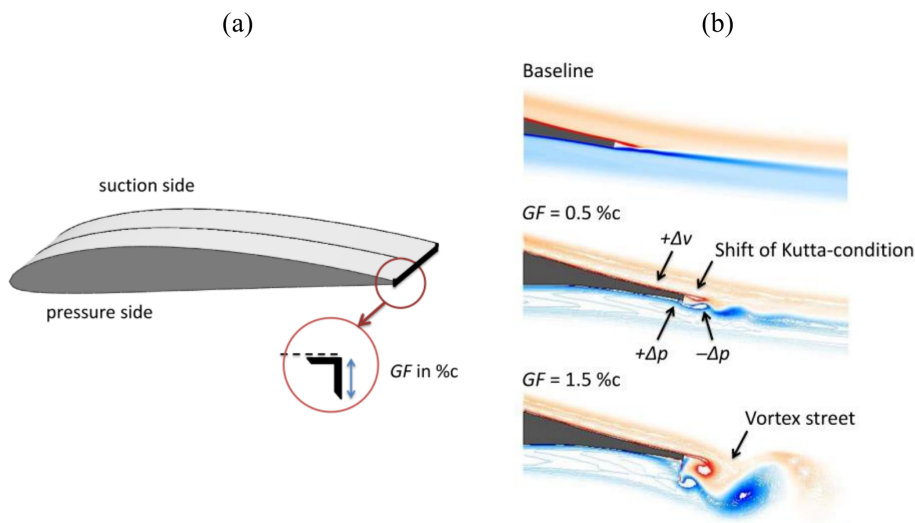 (a)
suction side
pressure side
GF in %c
(b)
Baseline
GF = 0.5 %c
+Δv
Shift of Kutta-condition
+Δp
−Δp
GF = 1.5 %c
Vortex street